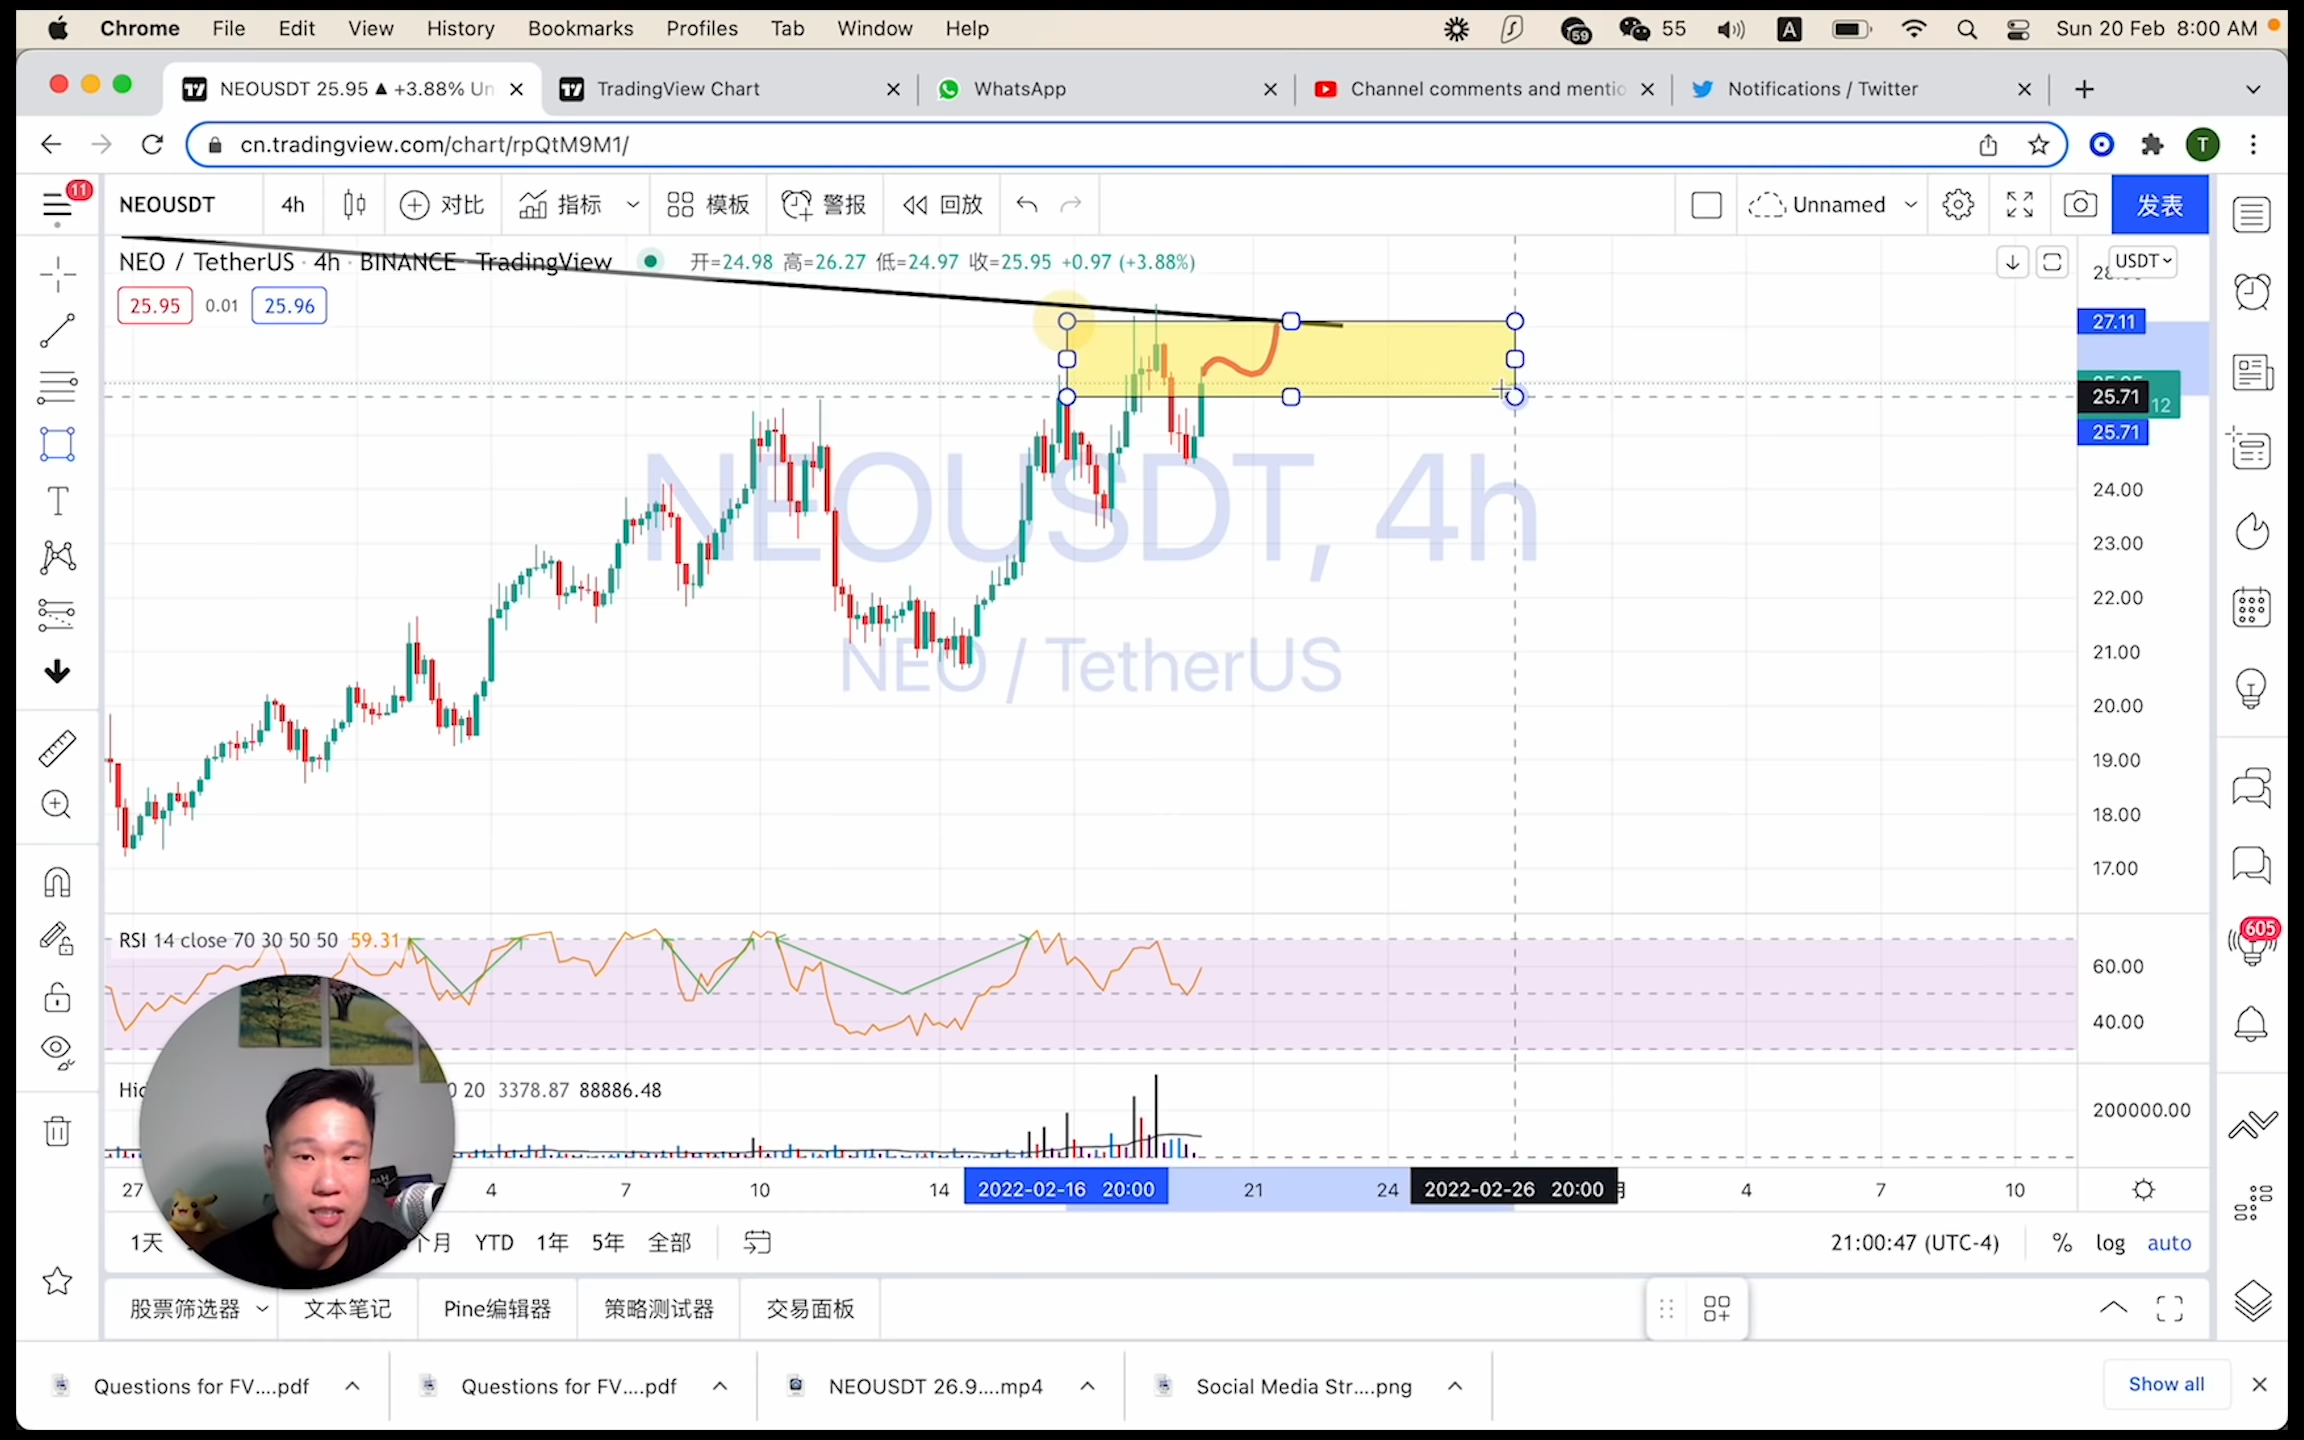 Chrome File Edit View History Bookmarks Profiles Tab Window Help 59 55 A Sun 20 Feb 8:00 AM
NEOUSDT 25.95 ▲ +3.88% Un TradingView Chart WhatsApp Channel comments and mentio Notifications / Twitter
cn.tradingview.com/chart/rpQtM9M1/ T
11 NEOUSDT 4h 对比 指标 模板 警报 回放 Unnamed 发表
NEO / TetherUS · 4h · BINANCE · TradingView 开=24.98 高=26.27 低=24.97 收=25.95 +0.97 (+3.88%) USDT
25.95 0.01 25.96
27.11
25.71 12
25.71
NEOUSDT, 4h
NEO / TetherUS
24.00
23.00
22.00
21.00
20.00
19.00
18.00
17.00
T
RSI 14 close 70 30 50 50 59.31
605
60.00
40.00
20 3378.87 88886.48
200000.00
27 4 7 10 14 2022-02-16 20:00 21 24 2022-02-26 20:00 4 7 10
1天 个月 YTD 1年 5年 全部 21:00:47 (UTC-4) % log auto
股票筛选器 文本笔记 Pine编辑器 策略测试器 交易面板
Questions for FV....pdf Questions for FV....pdf NEOUSDT 26.9....mp4 Social Media Str....png Show all